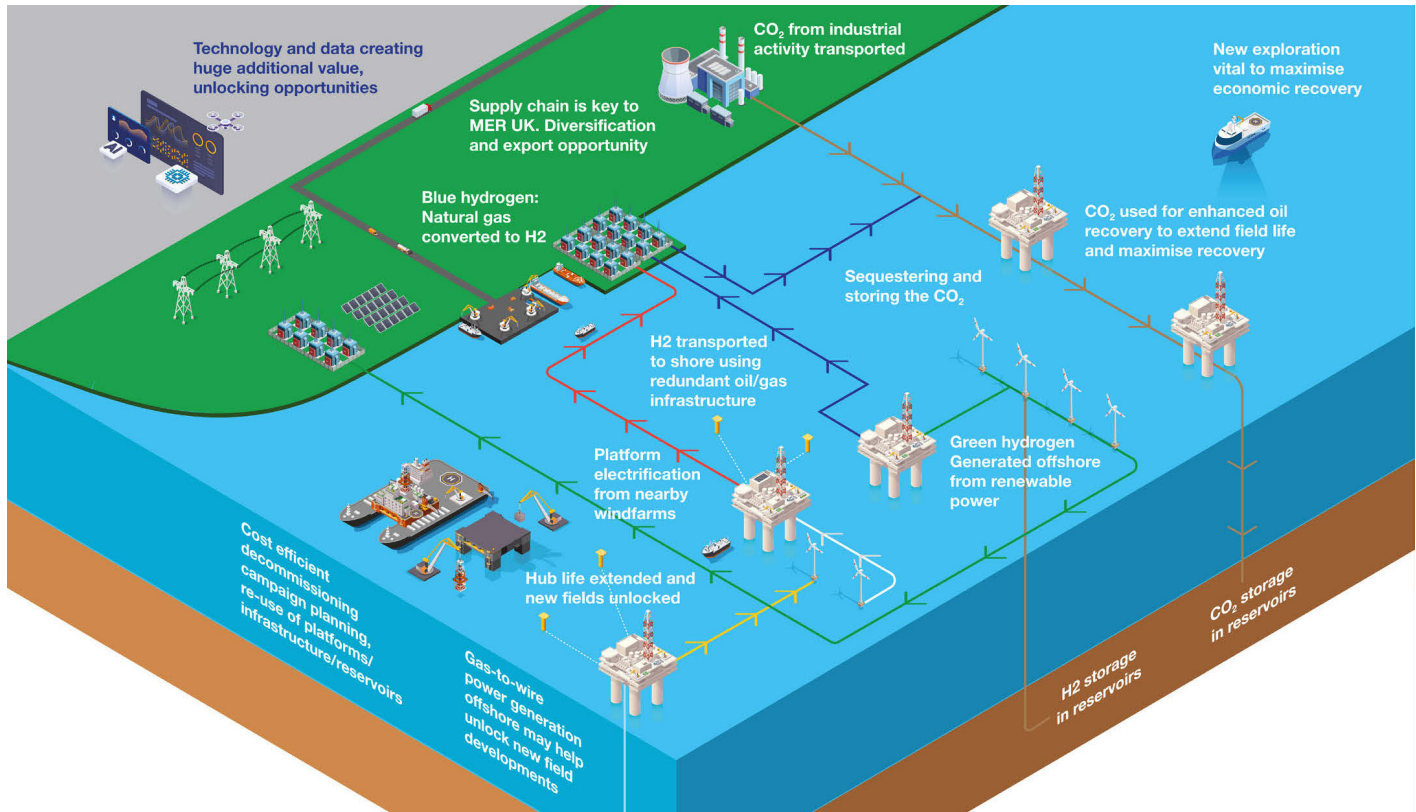 Technology and data creating
huge additional value,
unlocking opportunities
AI
CO₂ from industrial
activity transported
New exploration
vital to maximise
economic recovery
Supply chain is key to
MER UK. Diversification
and export opportunity
Blue hydrogen:
Natural gas
converted to H2
CO₂ used for enhanced oil
recovery to extend field life
and maximise recovery
Sequestering and
storing the CO₂
H2 transported
to shore using
redundant oil/gas
infrastructure
Platform
electrification
from nearby
windfarms
Green hydrogen
Generated offshore
from renewable
power
Hub life extended and
new fields unlocked
Cost efficient
decommissioning
campaign planning,
re-use of platforms/
infrastructure/reservoirs
Gas-to-wire
power generation
offshore may help
unlock new field
developments
CO₂ storage
in reservoirs
H2 storage
in reservoirs